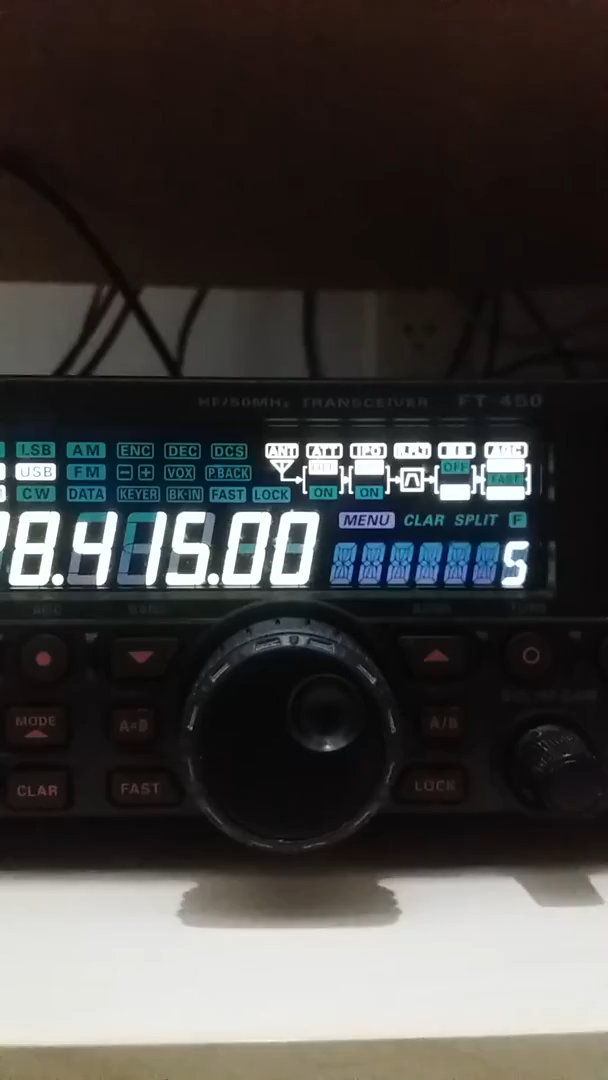 HF/50MHz TRANSCEIVER FT-450
LSB AM ENC DEC DCS ANT ATT IPO
USB FM - + VOX P.BACK OFF OFF FAST
CW DATA KEYER BK-IN FAST LOCK ON ON
MENU CLAR SPLIT F
8.415.00 5
MODE A=B A/B
CLAR FAST LOCK